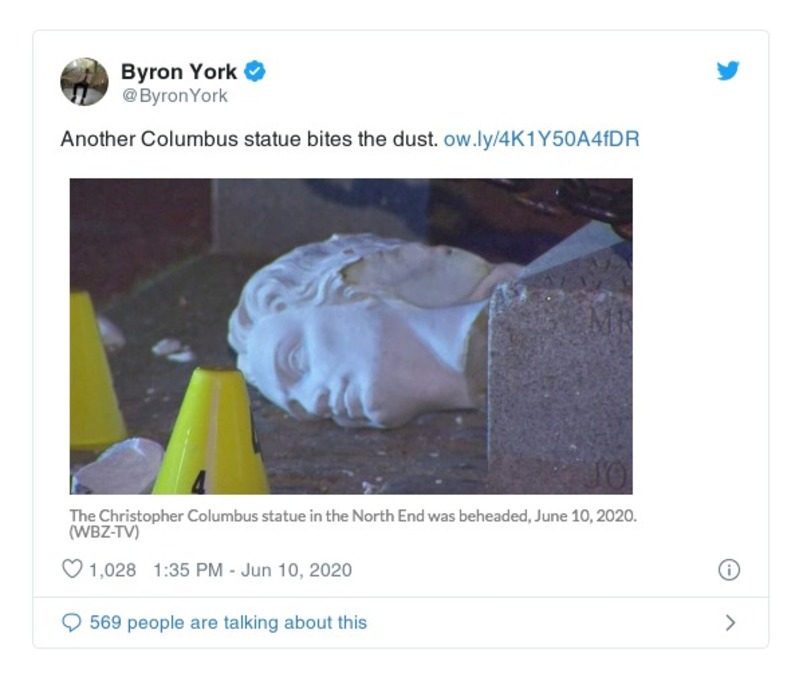 Byron York
@ByronYork
Another Columbus statue bites the dust. ow.ly/4K1Y50A4fDR
MR
JO
4
The Christopher Columbus statue in the North End was beheaded, June 10, 2020.
(WBZ-TV)
1,028 1:35 PM - Jun 10, 2020
569 people are talking about this